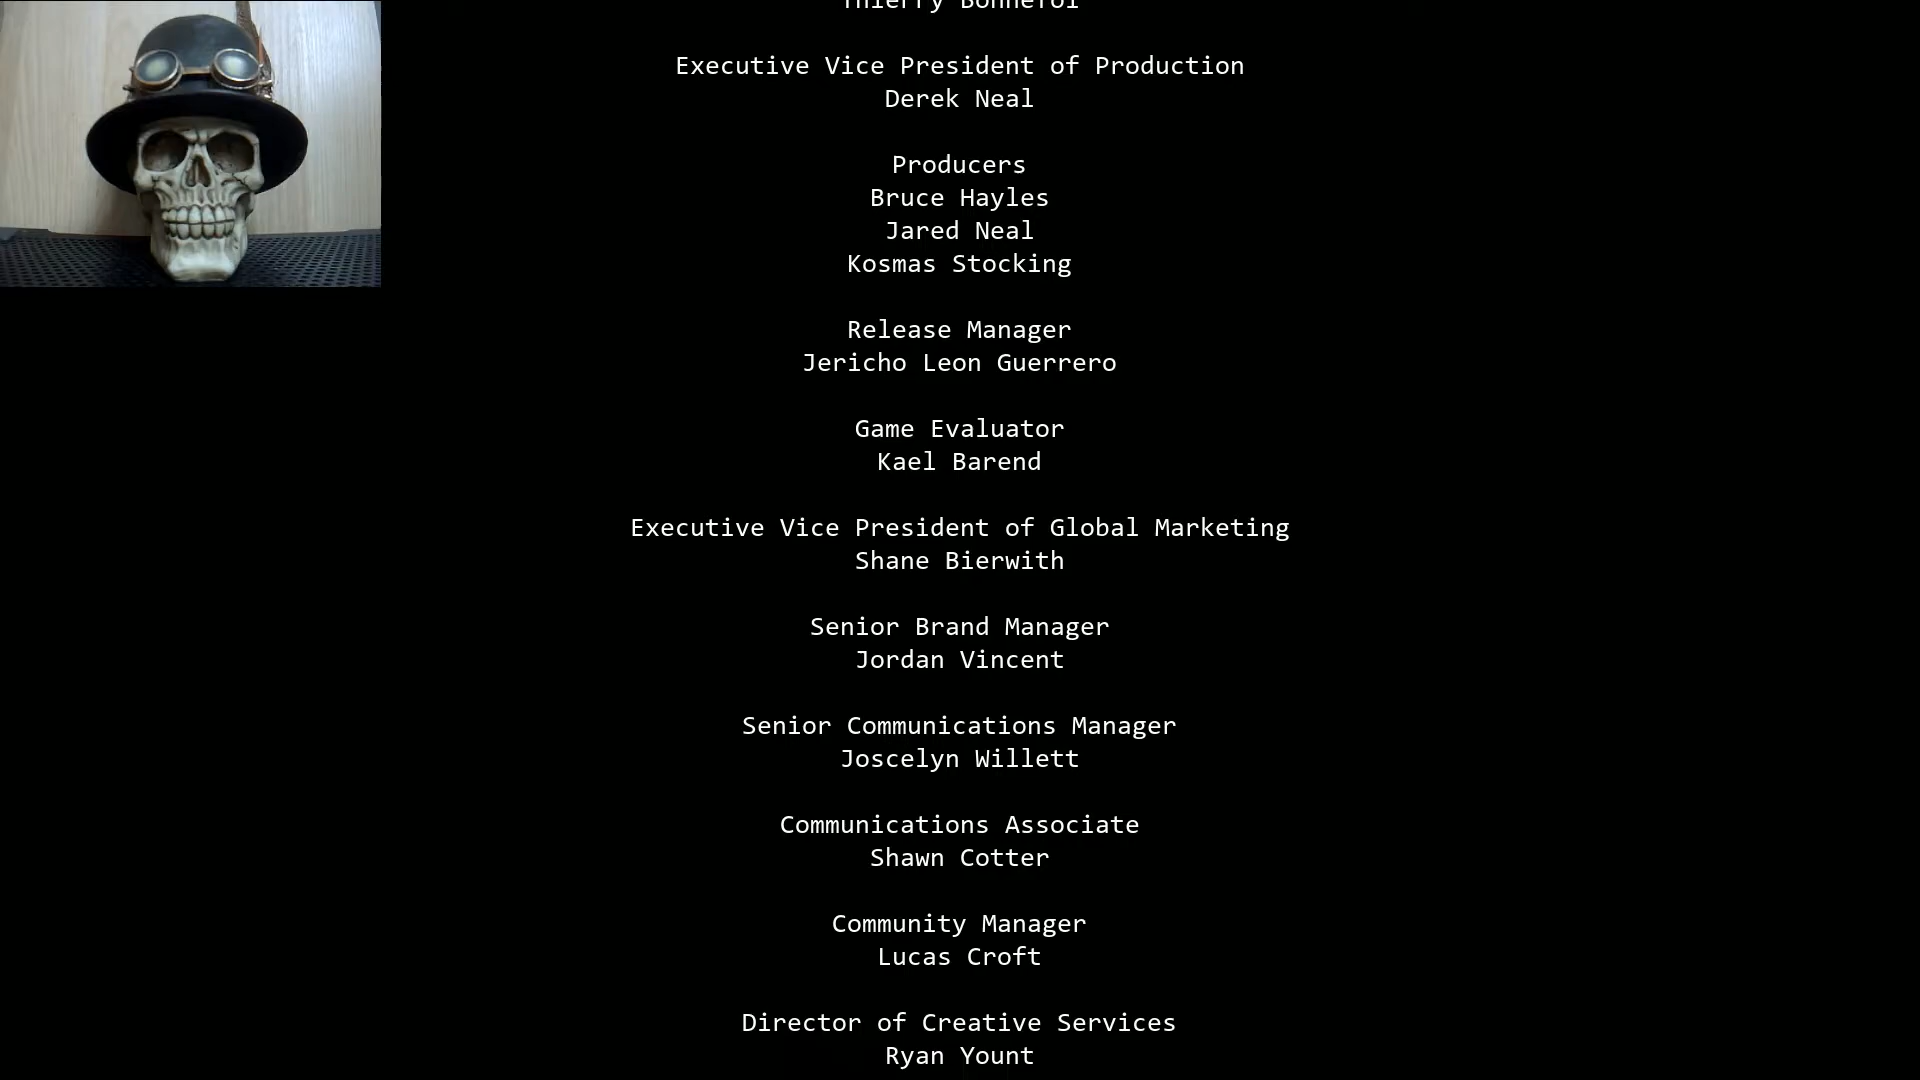 Executive Vice President of Production
Derek Neal
Producers
Bruce Hayles
Jared Neal
Kosmas Stocking
Release Manager
Jericho Leon Guerrero
Game Evaluator
Kael Barend
Executive Vice President of Global Marketing
Shane Bierwith
Senior Brand Manager
Jordan Vincent
Senior Communications Manager
Joscelyn Willett
Communications Associate
Shawn Cotter
Community Manager
Lucas Croft
Director of Creative Services
Ryan Yount